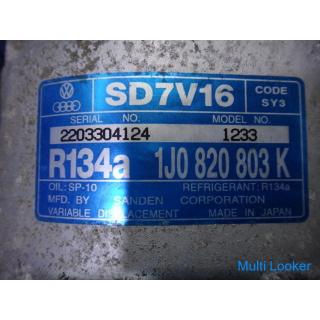 SD7V16 CODE SY3
SERIAL NO. MODEL NO.
2203304124 1233
R134a 1J0 820 803 K
OIL: SP-10 REFRIGERANT: R134a
MFD. BY SANDEN CORPORATION
VARIABLE DISPLACEMENT MADE IN JAPAN
Multi Looker